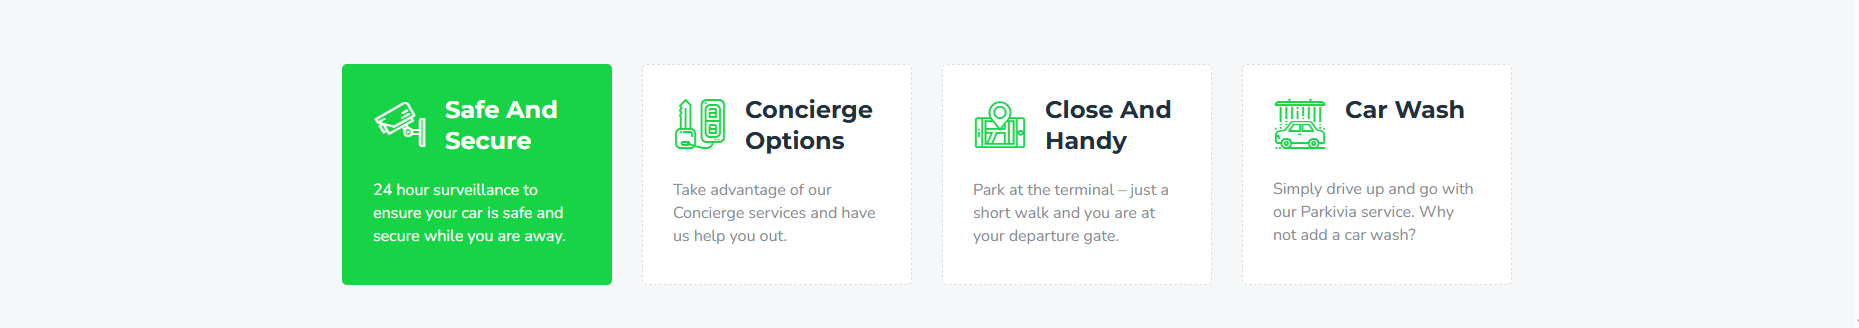 Safe And
Secure
24 hour surveillance to
ensure your car is safe and
secure while you are away.
Concierge
Options
Take advantage of our
Concierge services and have
us help you out.
Close And
Handy
Park at the terminal – just a
short walk and you are at
your departure gate.
Car Wash
Simply drive up and go with
our Parkivia service. Why
not add a car wash?